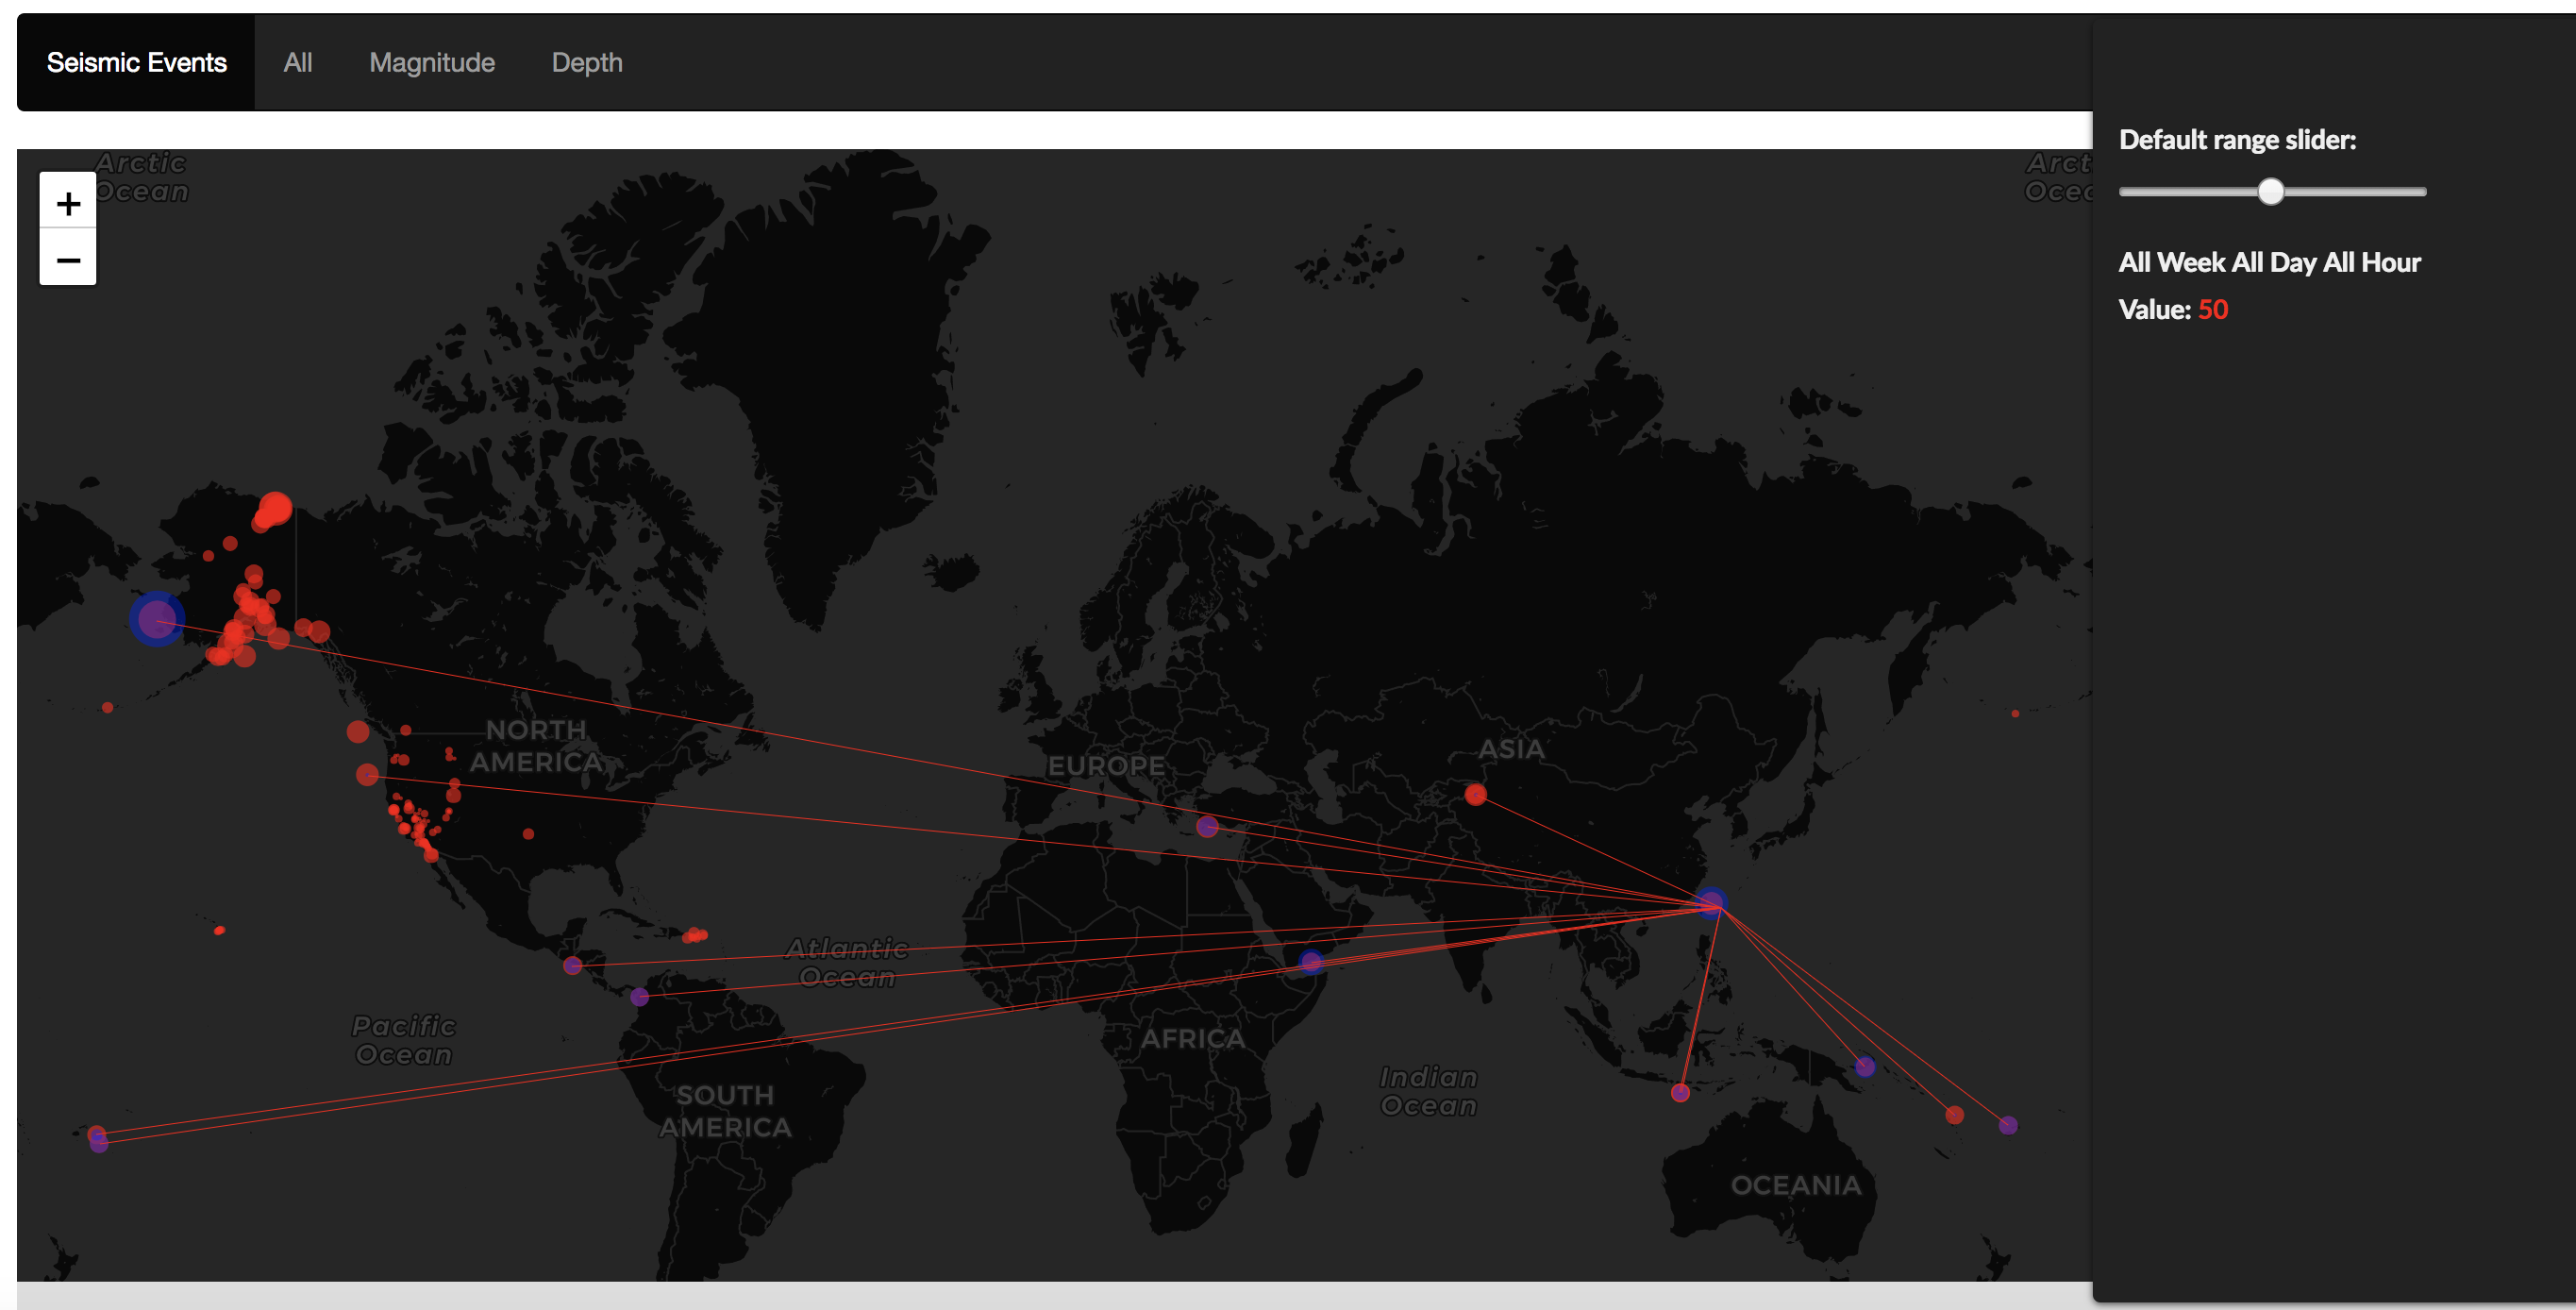 Seismic Events All Magnitude Depth
Default range slider:
All Week All Day All Hour
Value: 50
+
−
Arctic
Ocean
Arct
Ocea
NORTH
AMERICA
EUROPE
ASIA
Atlantic
Ocean
Pacific
Ocean
AFRICA
SOUTH
AMERICA
Indian
Ocean
OCEANIA